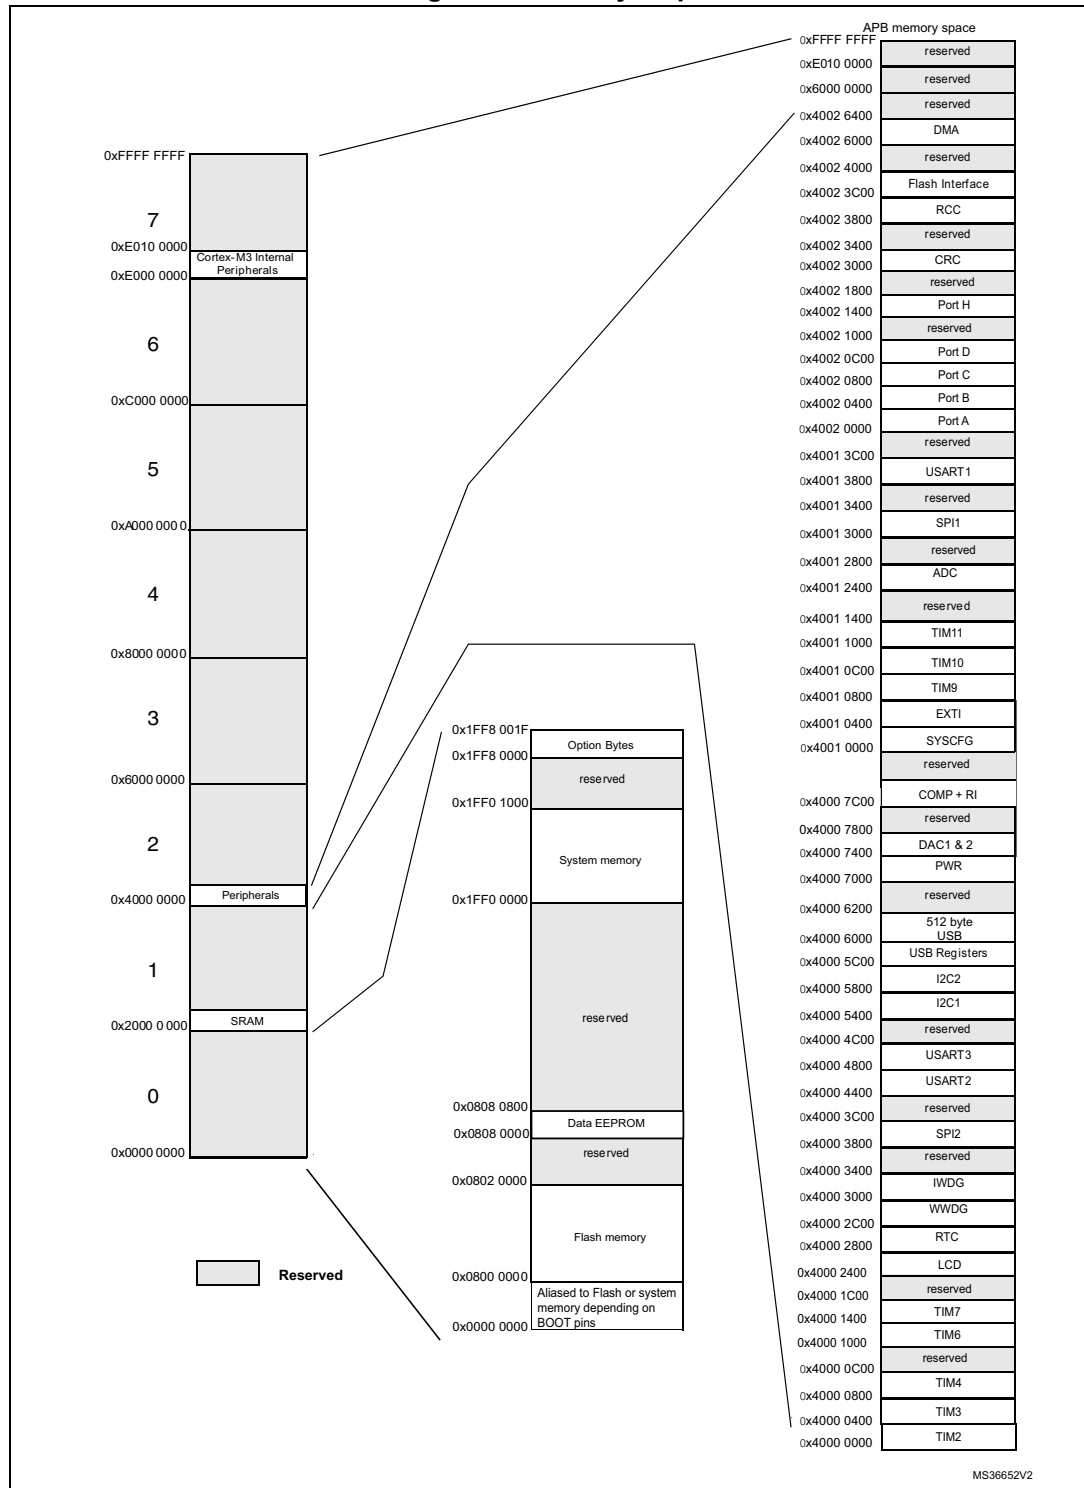 APB memory space
0xFFFF FFFF
reserved
0xE010 0000
reserved
0x6000 0000
reserved
0x4002 6400
DMA
0x4002 6000
reserved
0x4002 4000
Flash Interface
0x4002 3C00
RCC
0x4002 3800
reserved
0x4002 3400
CRC
0x4002 3000
reserved
0x4002 1800
Port H
0x4002 1400
reserved
0x4002 1000
Port D
0x4002 0C00
Port C
0x4002 0800
Port B
0x4002 0400
Port A
0x4002 0000
reserved
0x4001 3C00
USART1
0x4001 3800
reserved
0x4001 3400
SPI1
0x4001 3000
reserved
0x4001 2800
ADC
0x4001 2400
reserved
0x4001 1400
TIM11
0x4001 1000
TIM10
0x4001 0C00
TIM9
0x4001 0800
EXTI
0x4001 0400
SYSCFG
0x4001 0000
reserved
COMP + RI
0x4000 7C00
reserved
0x4000 7800
DAC1 & 2
0x4000 7400
PWR
0x4000 7000
reserved
0x4000 6200
512 byte
USB
0x4000 6000
USB Registers
0x4000 5C00
I2C2
0x4000 5800
I2C1
0x4000 5400
reserved
0x4000 4C00
USART3
0x4000 4800
USART2
0x4000 4400
reserved
0x4000 3C00
SPI2
0x4000 3800
reserved
0x4000 3400
IWDG
0x4000 3000
WWDG
0x4000 2C00
RTC
0x4000 2800
LCD
0x4000 2400
reserved
0x4000 1C00
TIM7
0x4000 1400
TIM6
0x4000 1000
reserved
0x4000 0C00
TIM4
0x4000 0800
TIM3
0x4000 0400
TIM2
0x4000 0000
0xFFFF FFFF
7
0xE010 0000
Cortex-M3 Internal
Peripherals
0xE000 0000
6
0xC000 0000
5
0xA000 0000
4
0x8000 0000
3
0x6000 0000
2
Peripherals
0x4000 0000
1
SRAM
0x2000 0000
0
0x0000 0000
0x1FF8 001F
Option Bytes
0x1FF8 0000
reserved
0x1FF0 1000
System memory
0x1FF0 0000
reserved
0x0808 0800
Data EEPROM
0x0808 0000
reserved
0x0802 0000
Flash memory
0x0800 0000
Aliased to Flash or system
memory depending on
BOOT pins
0x0000 0000
Reserved
MS36652V2